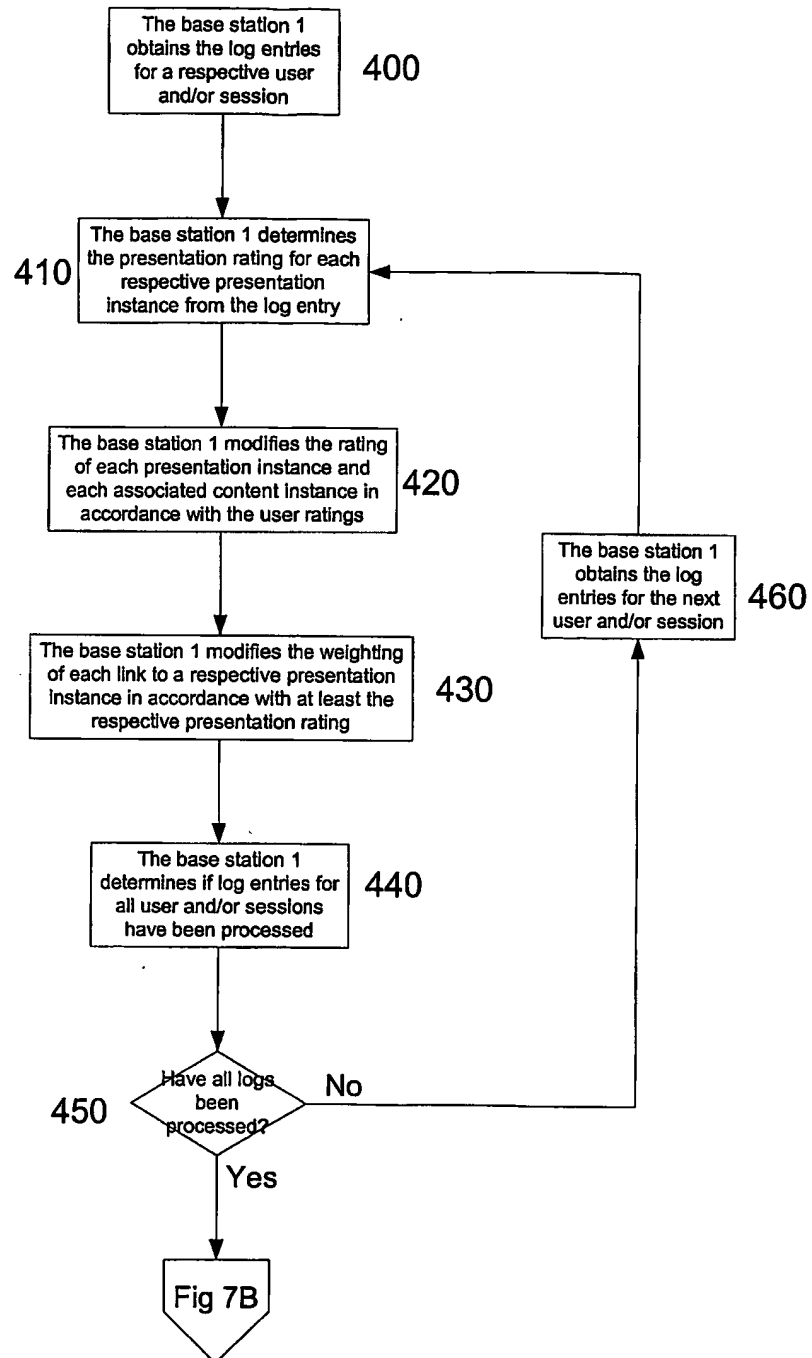 The base station 1
obtains the log entries
for a respective user
and/or session
400
The base station 1 determines
the presentation rating for each
respective presentation
instance from the log entry
410
The base station 1 modifies the rating
of each presentation instance and
each associated content instance in
accordance with the user ratings
420
The base station 1 modifies the weighting
of each link to a respective presentation
instance in accordance with at least the
respective presentation rating
430
The base station 1
determines if log entries for
all user and/or sessions
have been processed
440
Have all logs
been
processed?
450
No
Yes
The base station 1
obtains the log
entries for the next
user and/or session
460
Fig 7B